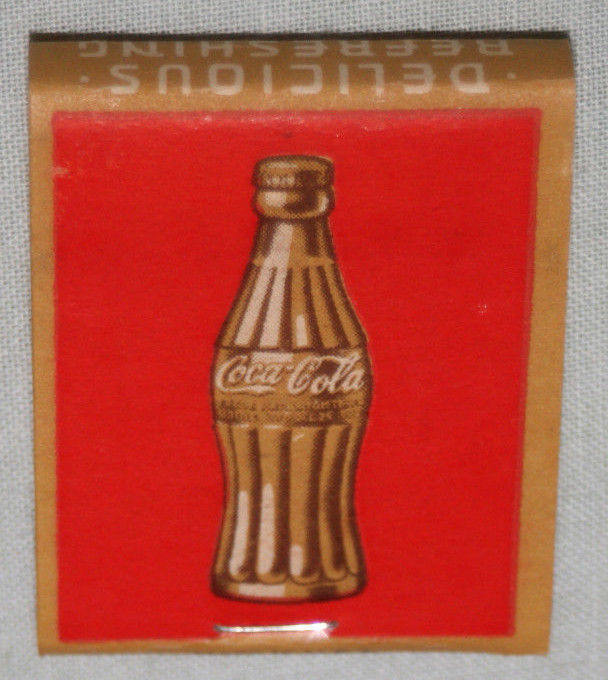 · DELICIOUS ·
REFRESHING
Coca-Cola